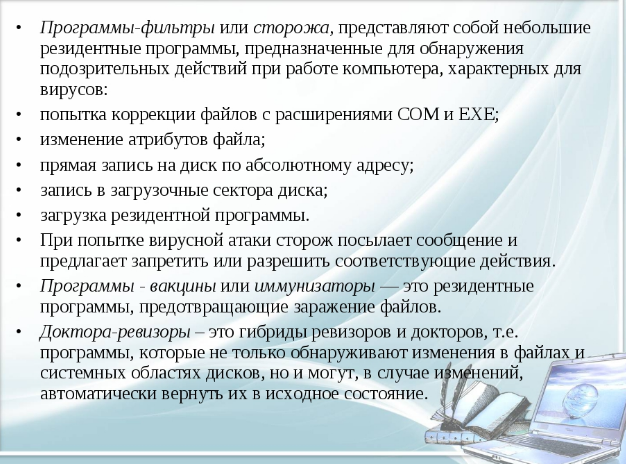 • Программы-фильтры или сторожа, представляют собой небольшие
резидентные программы, предназначенные для обнаружения
подозрительных действий при работе компьютера, характерных для
вирусов:
• попытка коррекции файлов с расширениями COM и EXE;
• изменение атрибутов файла;
• прямая запись на диск по абсолютному адресу;
• запись в загрузочные сектора диска;
• загрузка резидентной программы.
• При попытке вирусной атаки сторож посылает сообщение и
предлагает запретить или разрешить соответствующие действия.
• Программы - вакцины или иммунизаторы — это резидентные
программы, предотвращающие заражение файлов.
• Доктора-ревизоры – это гибриды ревизоров и докторов, т.е.
программы, которые не только обнаруживают изменения в файлах и
системных областях дисков, но и могут, в случае изменений,
автоматически вернуть их в исходное состояние.